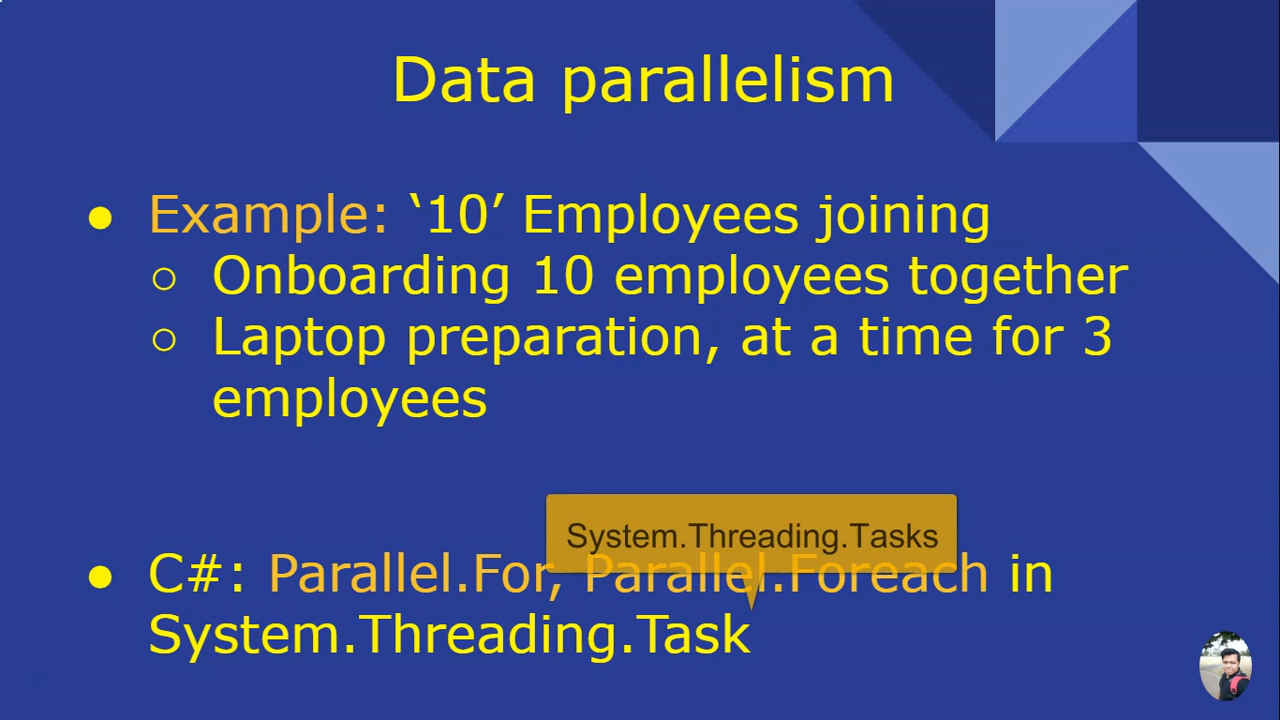 Data parallelism
● Example: ‘10’ Employees joining
○ Onboarding 10 employees together
○ Laptop preparation, at a time for 3
employees
System.Threading.Tasks
● C#: Parallel.For, Parallel.Foreach in
System.Threading.Task